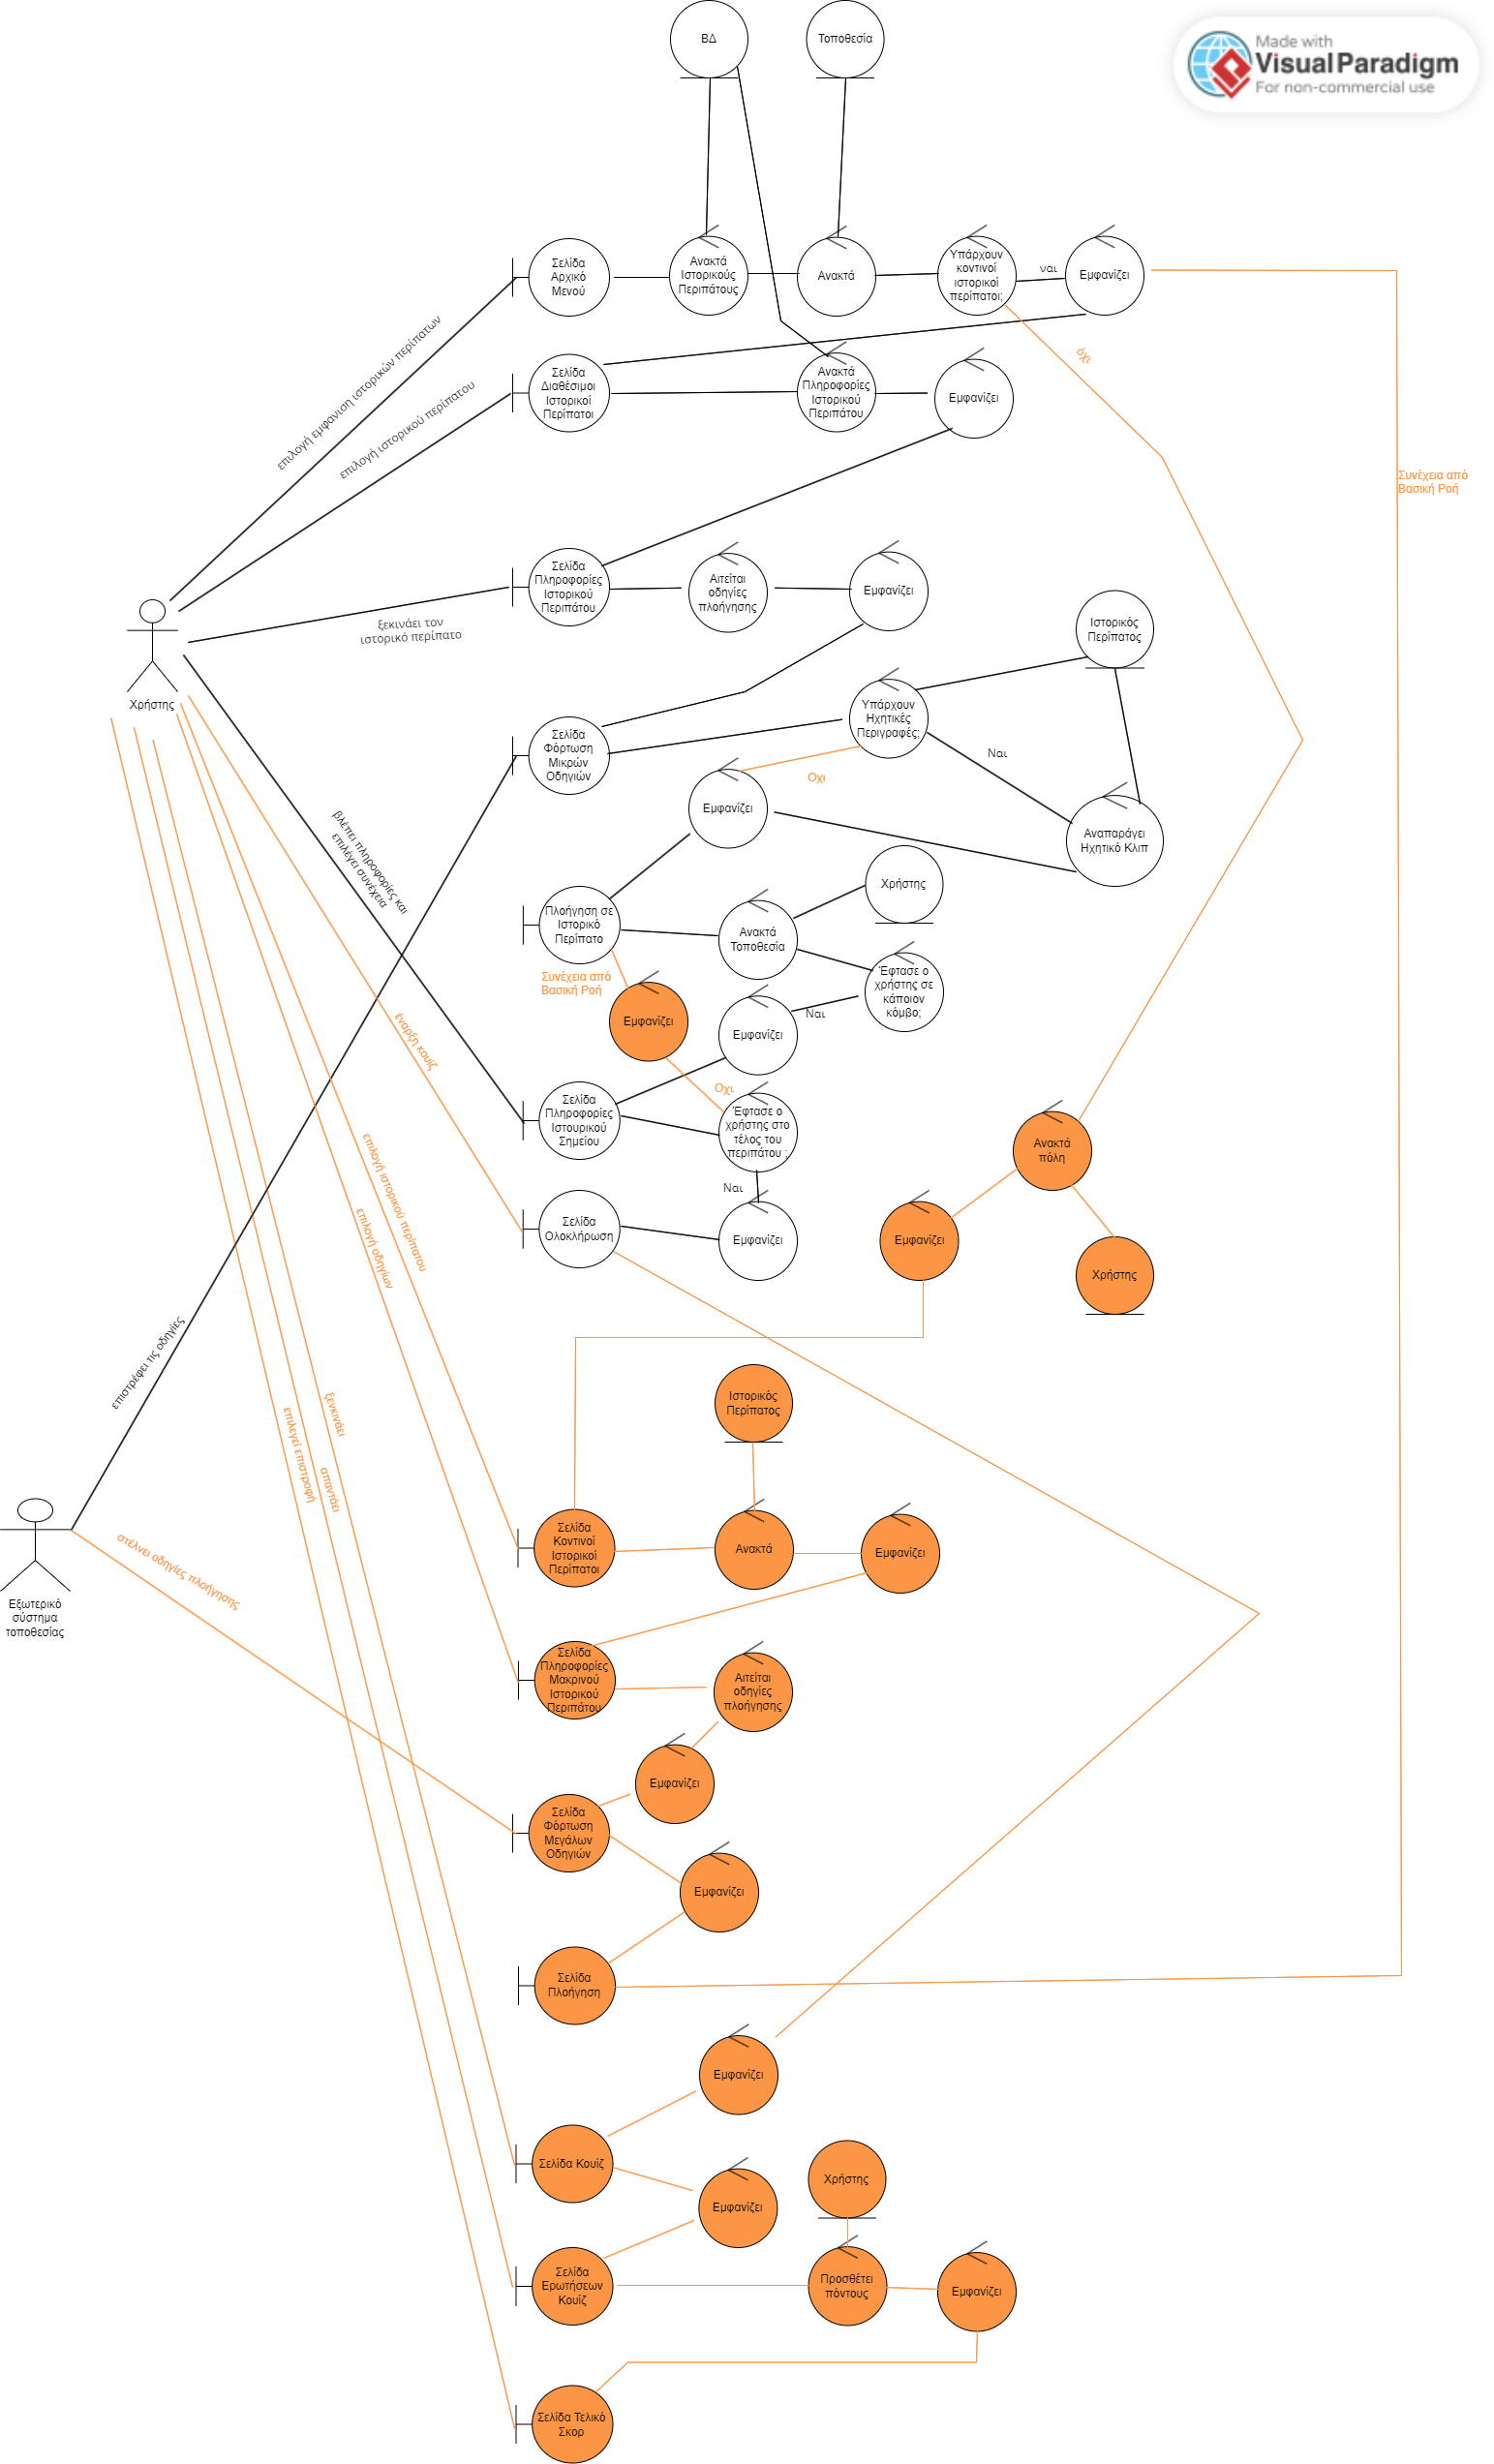 ΒΔ
Τοποθεσία
Made with
Visual Paradigm
For non-commercial use
Σελίδα
Αρχικό
Μενού
Ανακτά
Ιστορικούς
Περιπάτους
Ανακτά
Υπάρχουν
κοντινοί
ιστορικοί
περίπατοι;
ναι
Εμφανίζει
επιλογή εμφανιση ιστορικών περίπατων
όχι
Σελίδα
Διαθέσιμοι
Ιστορικοί
Περίπατοι
Ανακτά
Πληροφορίες
Ιστορικού
Περιπάτου
Εμφανίζει
επιλογή ιστορικού περίπατου
Συνέχεια από
Βασική Ροή
Σελίδα
Πληροφορίες
Ιστορικού
Περιπάτου
Αιτείται
οδηγίες
πλοήγησης
Εμφανίζει
ξεκινάει τον
ιστορικό περίπατο
Ιστορικός
Περίπατος
Χρήστης
Σελίδα
Φόρτωση
Μικρών
Οδηγιών
Υπάρχουν
Ηχητικές
Περιγραφές;
Ναι
Οχι
Εμφανίζει
Αναπαράγει
Ηχητικό Κλιπ
βλέπει πληροφορίες και
επιλέγει συνέχεια
Χρήστης
Πλοήγηση σε
Ιστορικό
Περίπατο
Ανακτά
Τοποθεσία
Συνέχεια από
Βασική Ροή
Έφτασε ο
χρήστης σε
κάποιον
κόμβο;
Ναι
Εμφανίζει
Εμφανίζει
έναρξη κουίζ
Οχι
Σελίδα
Πληροφορίες
Ιστουρικού
Σημείου
Έφτασε ο
χρήστης στο
τέλος του
περιπάτου ;
Ναι
επιλογή ιστορικού περίπατου
Ανακτά
πόλη
Σελίδα
Ολοκλήρωση
Εμφανίζει
Εμφανίζει
επιλογή οδηγίων
Χρήστης
επιστρέφει τις οδηγίες
Ιστορικός
Περίπατος
ξενκινάει
επιλεγεί επιστροφή
απαντάει
Σελίδα
Κοντινοί
Ιστορικοί
Περίπατοι
Ανακτά
Εμφανίζει
στέλνει οδηγίες πλοήγησης
Εξωτερικό
σύστημα
τοποθεσίας
Σελίδα
Πληροφορίες
Μακρινού
Ιστορικού
Περιπάτου
Αιτείται
οδηγίες
πλοήγησης
Εμφανίζει
Σελίδα
Φόρτωση
Μεγάλων
Οδηγιών
Εμφανίζει
Σελίδα
Πλοήγηση
Εμφανίζει
Σελίδα Κουίζ
Χρήστης
Εμφανίζει
Σελίδα
Ερωτήσεων
Κουίζ
Προσθέτει
πόντους
Εμφανίζει
Σελίδα Τελικό
Σκορ